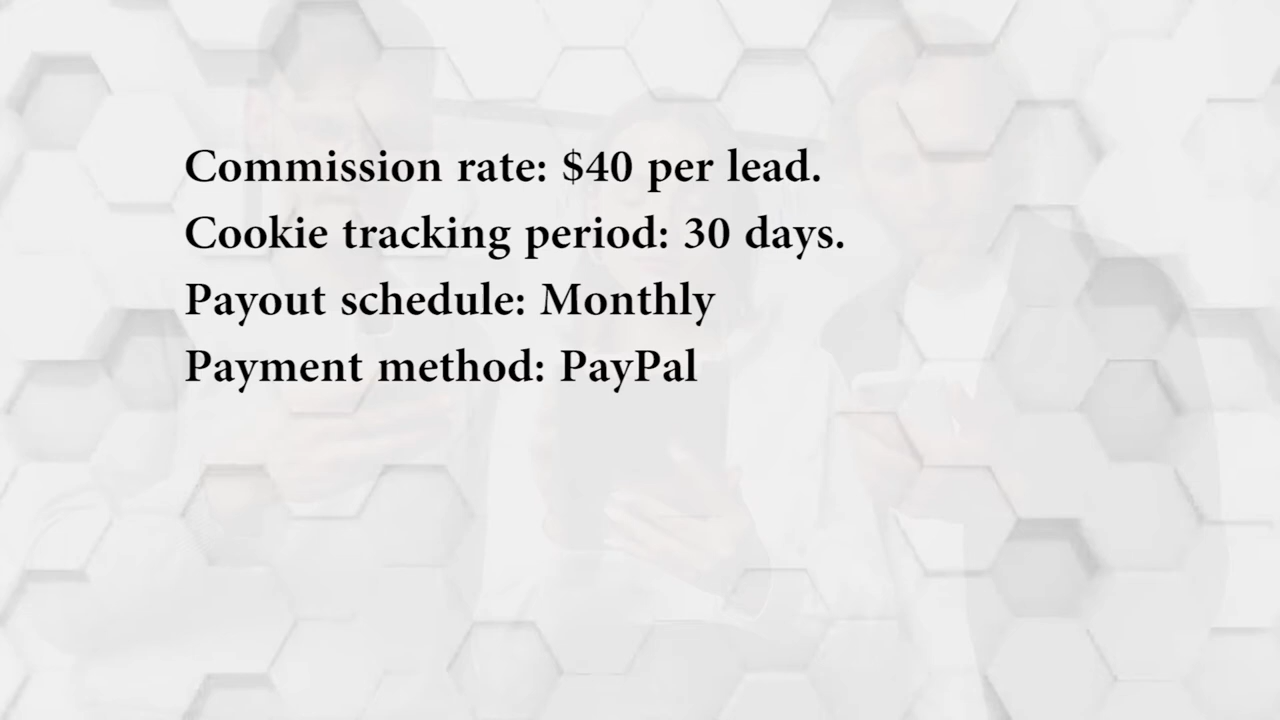 Commission rate: $40 per lead.
Cookie tracking period: 30 days.
Payout schedule: Monthly
Payment method: PayPal